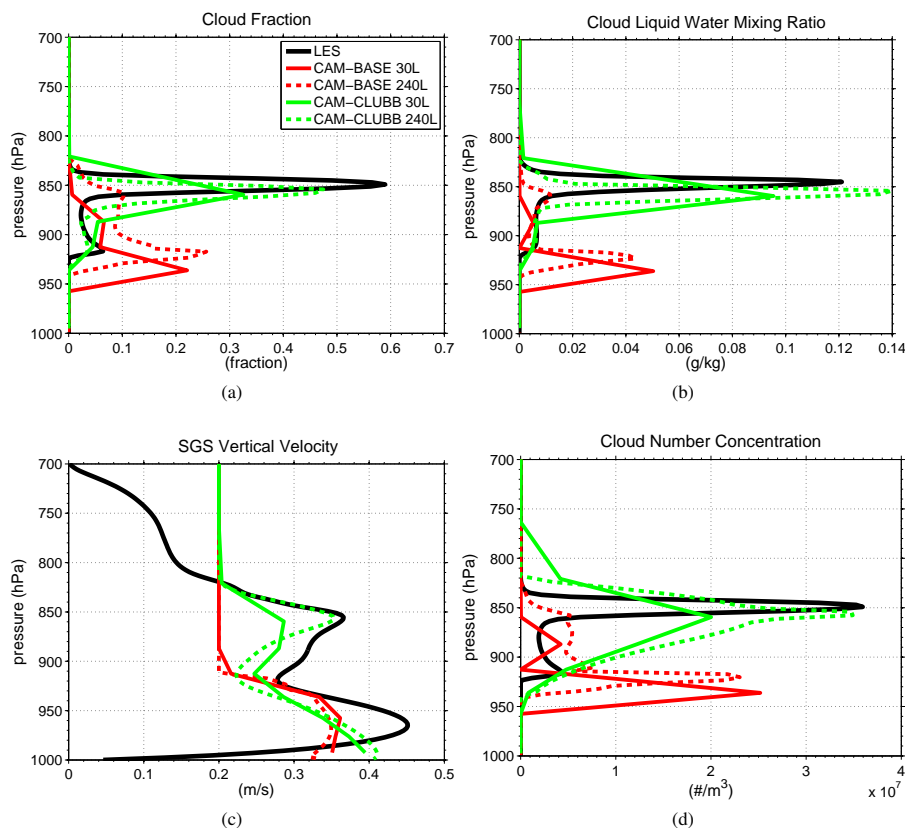 Cloud Fraction
700
750
800
850
900
950
1000
pressure (hPa)
0
0.1
0.2
0.3
0.4
0.5
0.6
0.7
(fraction)
LES
CAM−BASE 30L
CAM−BASE 240L
CAM−CLUBB 30L
CAM−CLUBB 240L
(a)
Cloud Liquid Water Mixing Ratio
700
750
800
850
900
950
1000
pressure (hPa)
0
0.02
0.04
0.06
0.08
0.1
0.12
0.14
(g/kg)
(b)
SGS Vertical Velocity
700
750
800
850
900
950
1000
pressure (hPa)
0
0.1
0.2
0.3
0.4
0.5
(m/s)
(c)
Cloud Number Concentration
700
750
800
850
900
950
1000
pressure (hPa)
0
1
2
3
4
x 10⁷
(#/m³)
(d)